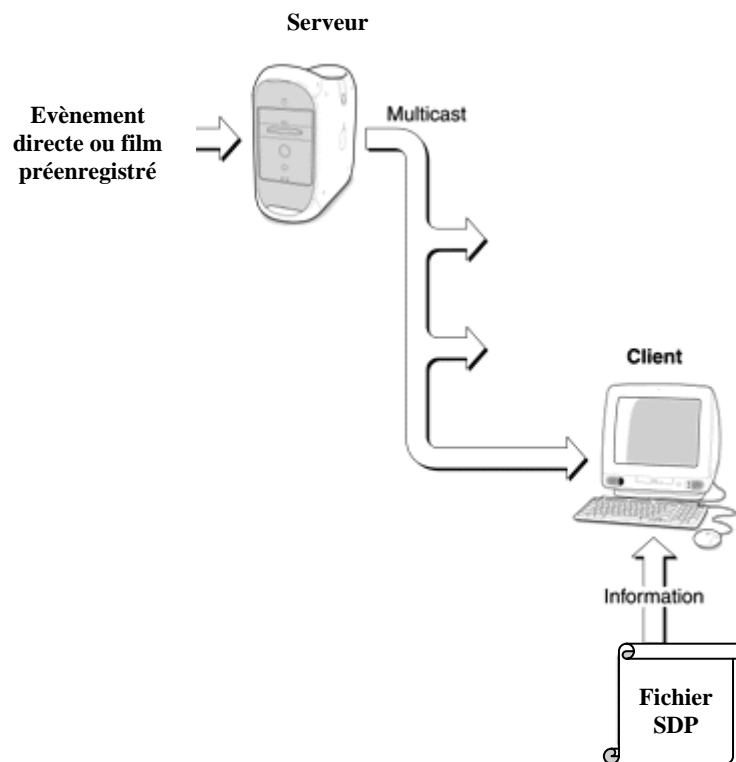 Serveur
Evènement
directe ou film
préenregistré
Multicast
Client
Information
Fichier
SDP